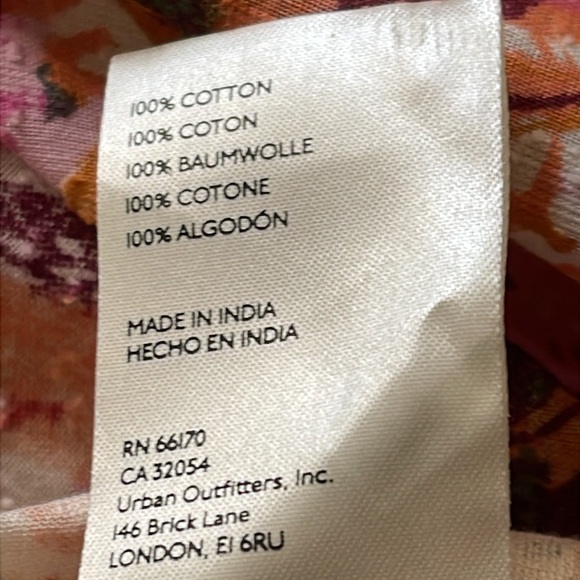 100% COTTON
100% COTON
100% BAUMWOLLE
100% COTONE
100% ALGODÓN
MADE IN INDIA
HECHO EN INDIA
RN 66170
CA 32054
Urban Outfitters, Inc.
146 Brick Lane
LONDON, E1 6RU